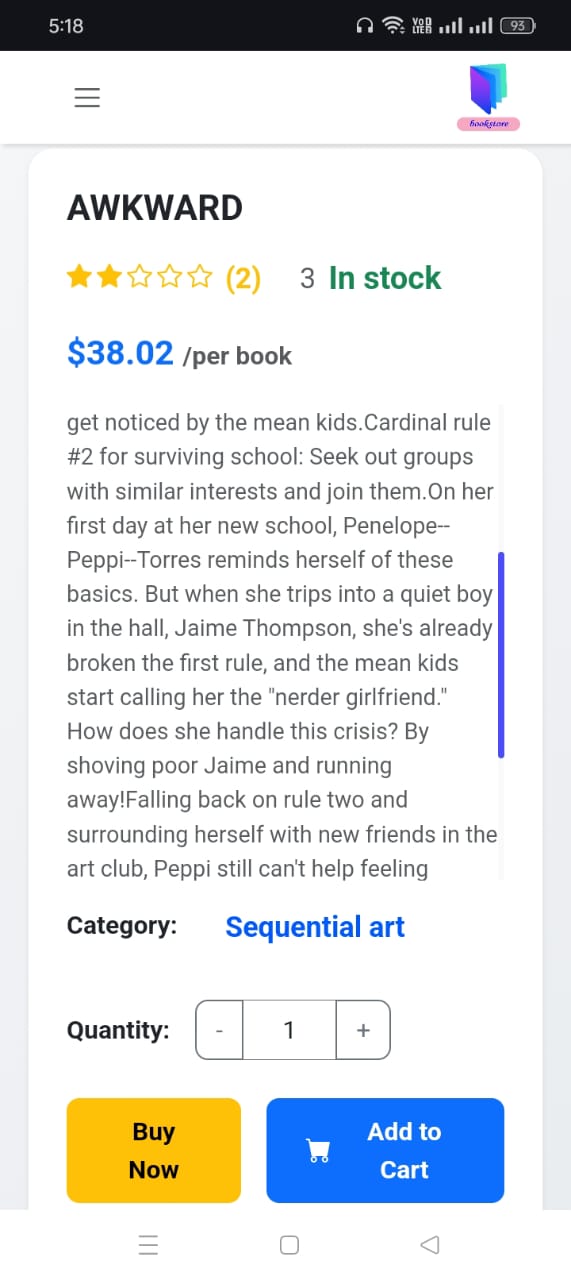 5:18
VoD
LTED
93
bookstore
AWKWARD
(2) 3 In stock
$38.02 /per book
get noticed by the mean kids.Cardinal rule
#2 for surviving school: Seek out groups
with similar interests and join them.On her
first day at her new school, Penelope--
Peppi--Torres reminds herself of these
basics. But when she trips into a quiet boy
in the hall, Jaime Thompson, she's already
broken the first rule, and the mean kids
start calling her the "nerder girlfriend."
How does she handle this crisis? By
shoving poor Jaime and running
away!Falling back on rule two and
surrounding herself with new friends in the
art club, Peppi still can't help feeling
Category: Sequential art
Quantity: - 1 +
Buy
Now
Add to
Cart